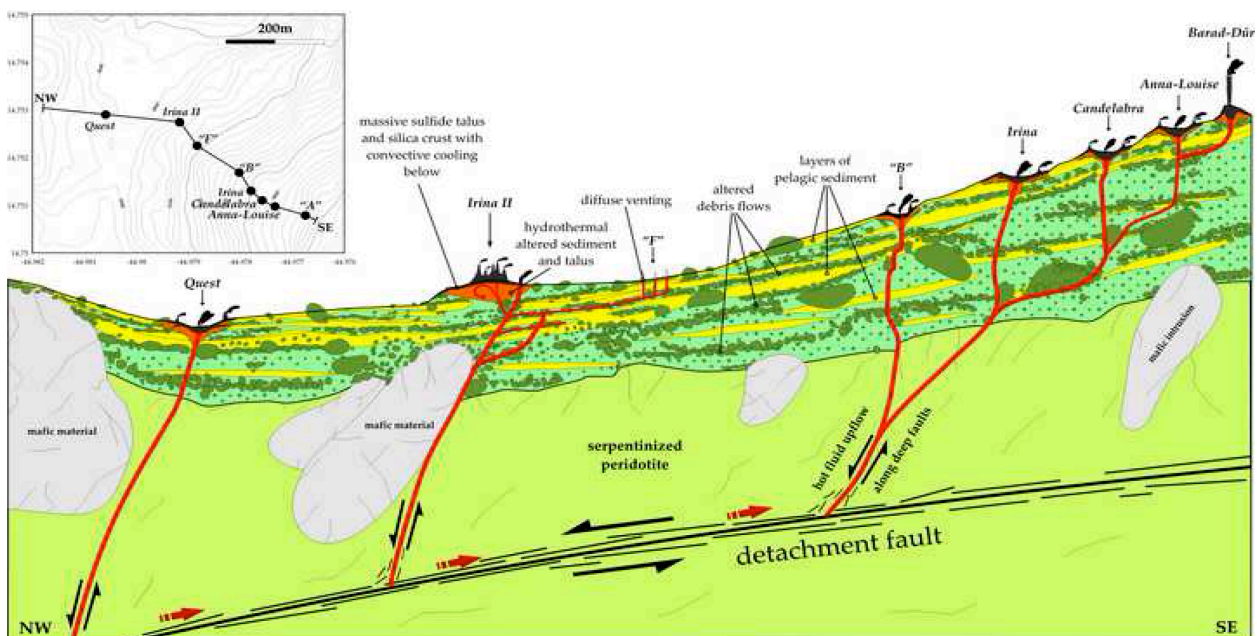 200m
NW
Quest
Irina II
"F"
"B"
Irina
Candelabra
Anna-Louise
"A"
SE
massive sulfide talus
and silica crust with
convective cooling
below
Irina II
hydrothermal
altered sediment
and talus
diffuse venting
"F"
altered
debris flows
layers of
pelagic sediment
"B"
Irina
Candelabra
Anna-Louise
Barad-Dûr
Quest
mafic material
mafic material
mafic intrusion
serpentinized
peridotite
hot fluid upflow
along deep faults
detachment fault
NW
SE